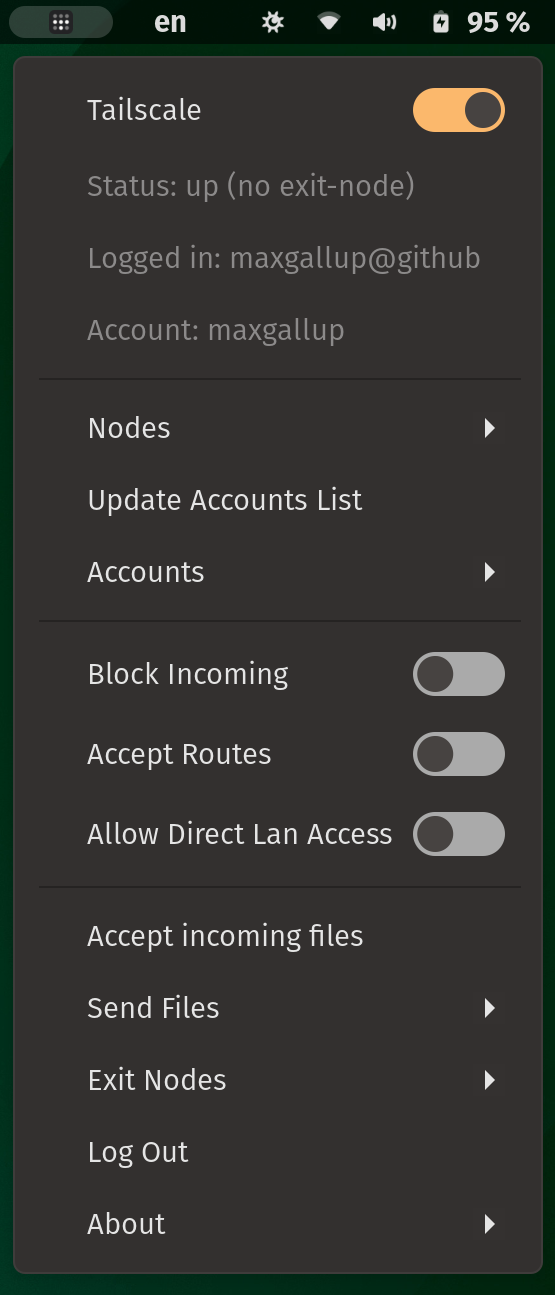 en
95 %
Tailscale
Status: up (no exit-node)
Logged in: maxgallup@github
Account: maxgallup
Nodes
Update Accounts List
Accounts
Block Incoming
Accept Routes
Allow Direct Lan Access
Accept incoming files
Send Files
Exit Nodes
Log Out
About